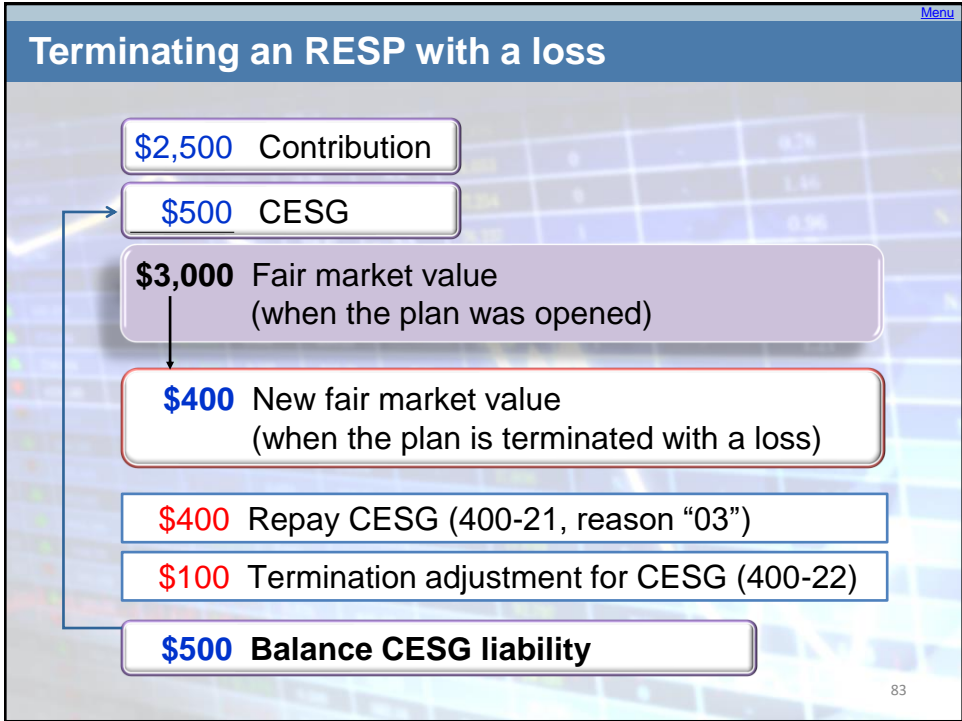 Menu
Terminating an RESP with a loss
$2,500 Contribution
$500 CESG
$3,000 Fair market value
(when the plan was opened)
$400 New fair market value
(when the plan is terminated with a loss)
$400 Repay CESG (400-21, reason “03”)
$100 Termination adjustment for CESG (400-22)
$500 Balance CESG liability
83